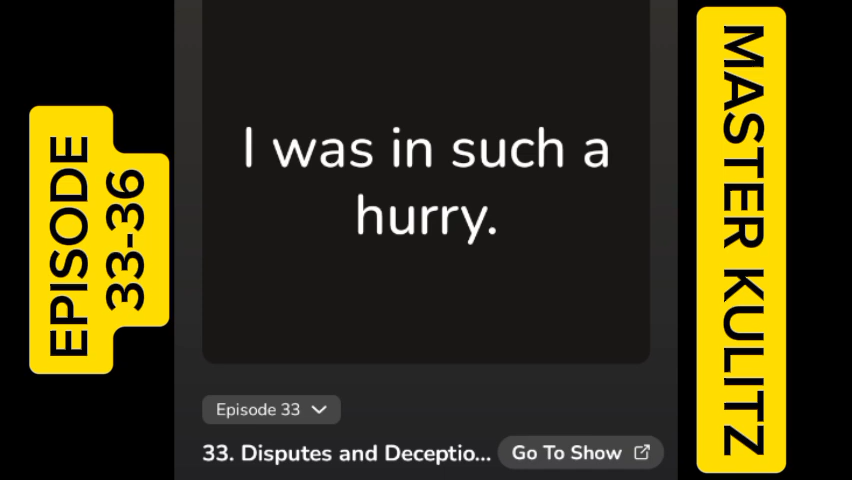 EPISODE
33-36
I was in such a
hurry.
Episode 33
33. Disputes and Deceptio...
Go To Show
MASTER KULITZ